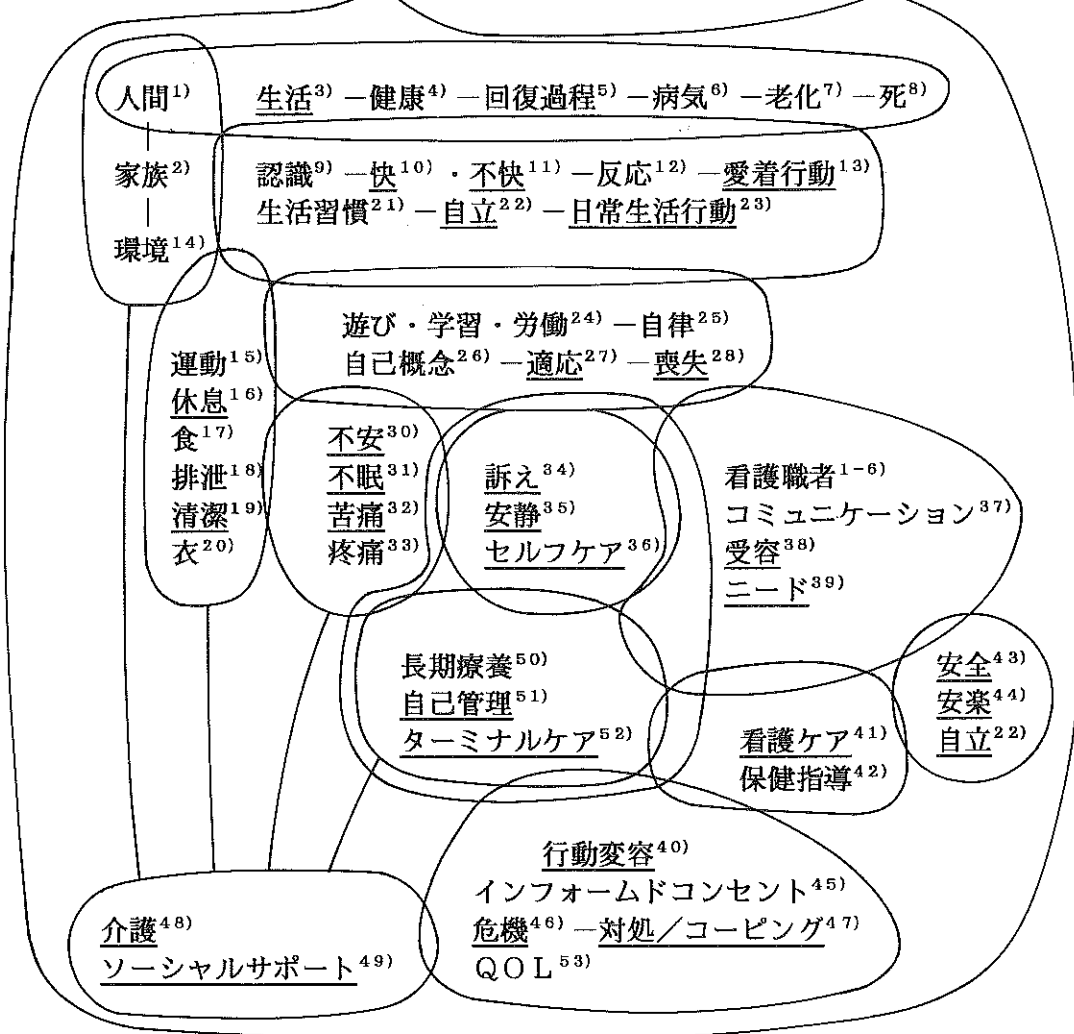 人間1) 生活3) －健康4) －回復過程5) －病気6) －老化7) －死8)
家族2) 認識9) －快10) ・不快11) －反応12) －愛着行動13)
生活習慣21) －自立22) －日常生活行動23)
環境14)
遊び・学習・労働24) －自律25)
自己概念26) －適応27) －喪失28)
運動15)
休息16)
食17)
排泄18)
清潔19)
衣20)
不安30)
不眠31)
苦痛32)
疼痛33)
訴え34)
安静35)
セルフケア36)
看護職者1-6)
コミュニケーション37)
受容38)
ニード39)
長期療養50)
自己管理51)
ターミナルケア52)
看護ケア41)
保健指導42)
安全43)
安楽44)
自立22)
行動変容40)
インフォームドコンセント45)
危機46) －対処／コーピング47)
ＱＯＬ53)
介護48)
ソーシャルサポート49)